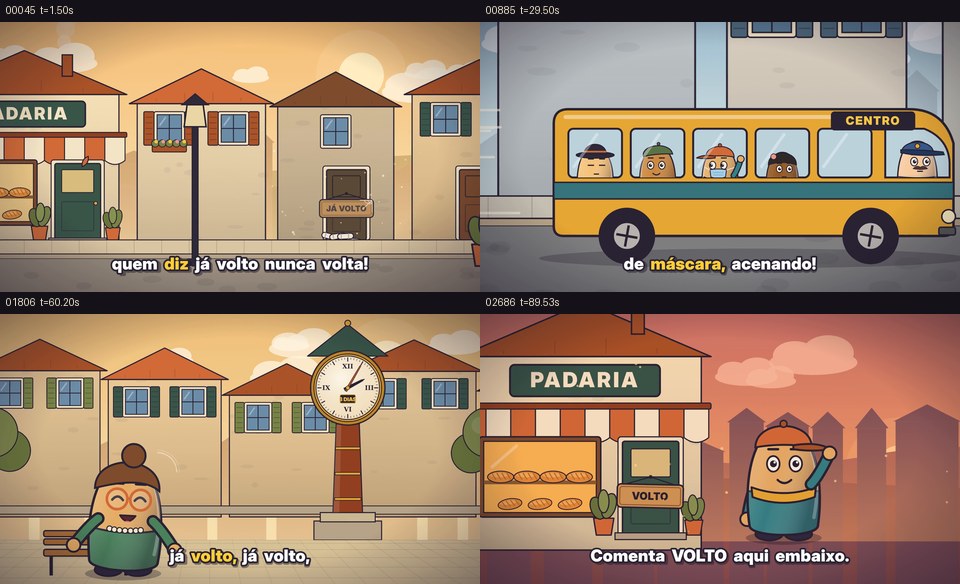 00045 t=1.50s
ADARIA
JÁ VOLTO
quem diz já volto nunca volta!
00885 t=29.50s
CENTRO
de máscara, acenando!
01806 t=60.20s
XII
IX
III
VI
já volto, já volto,
02686 t=89.53s
PADARIA
VOLTO
Comenta VOLTO aqui embaixo.